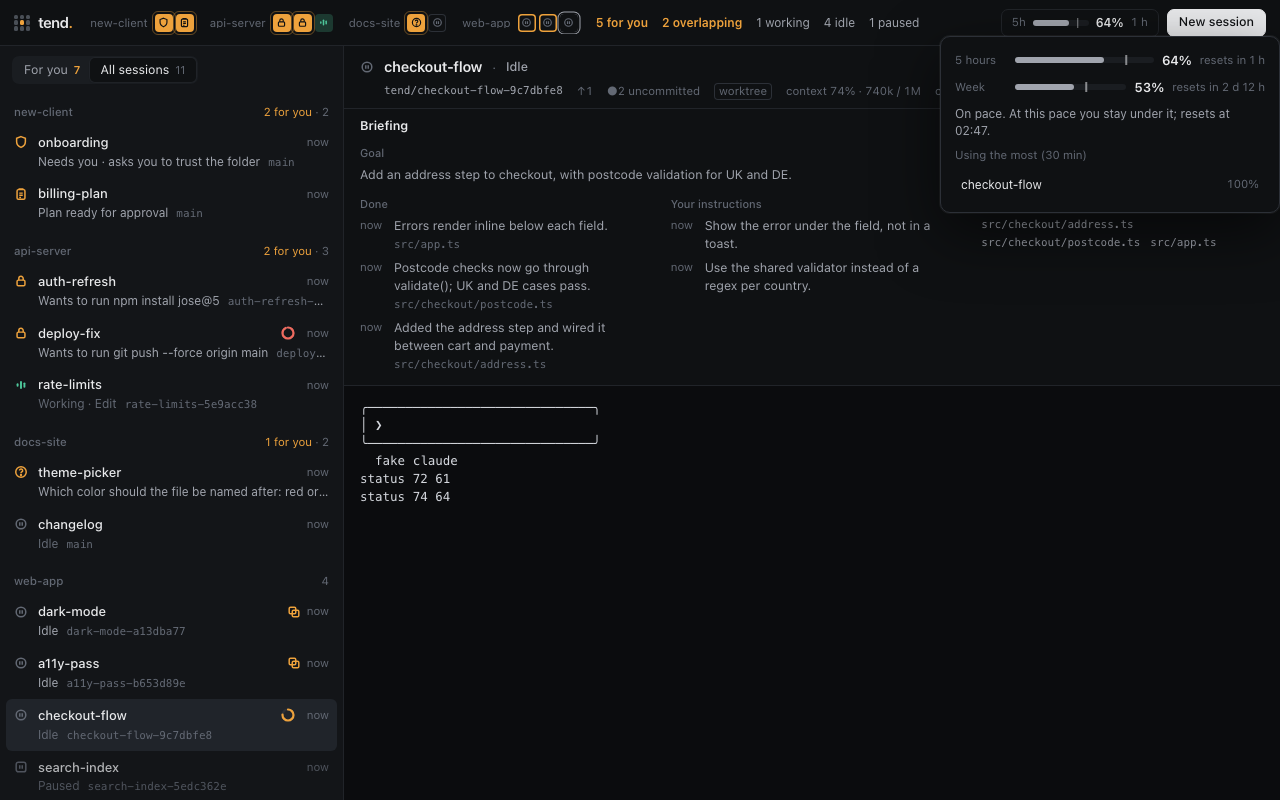 tend. new-client api-server docs-site web-app 5 for you 2 overlapping 1 working 4 idle 1 paused 5h 64% 1 h New session
For you 7 All sessions 11
new-client 2 for you · 2
onboarding now
Needs you · asks you to trust the folder main
billing-plan now
Plan ready for approval main
api-server 2 for you · 3
auth-refresh now
Wants to run npm install jose@5 auth-refresh-…
deploy-fix now
Wants to run git push --force origin main deploy…
rate-limits now
Working · Edit rate-limits-5e9acc38
docs-site 1 for you · 2
theme-picker now
Which color should the file be named after: red or…
changelog now
Idle main
web-app 4
dark-mode now
Idle dark-mode-a13dba77
a11y-pass now
Idle a11y-pass-b653d89e
checkout-flow now
Idle checkout-flow-9c7dbfe8
search-index now
Paused search-index-5edc362e
checkout-flow · Idle
tend/checkout-flow-9c7dbfe8 ↑1 2 uncommitted worktree context 74% · 740k / 1M
Briefing
Goal
Add an address step to checkout, with postcode validation for UK and DE.
Done
now Errors render inline below each field.
src/app.ts
now Postcode checks now go through
validate(); UK and DE cases pass.
src/checkout/postcode.ts
now Added the address step and wired it
between cart and payment.
src/checkout/address.ts
Your instructions
now Show the error under the field, not in a
toast.
now Use the shared validator instead of a
regex per country.
src/checkout/address.ts
src/checkout/postcode.ts src/app.ts
5 hours 64% resets in 1 h
Week 53% resets in 2 d 12 h
On pace. At this pace you stay under it; resets at
02:47.
Using the most (30 min)
checkout-flow 100%
❯
fake claude
status 72 61
status 74 64